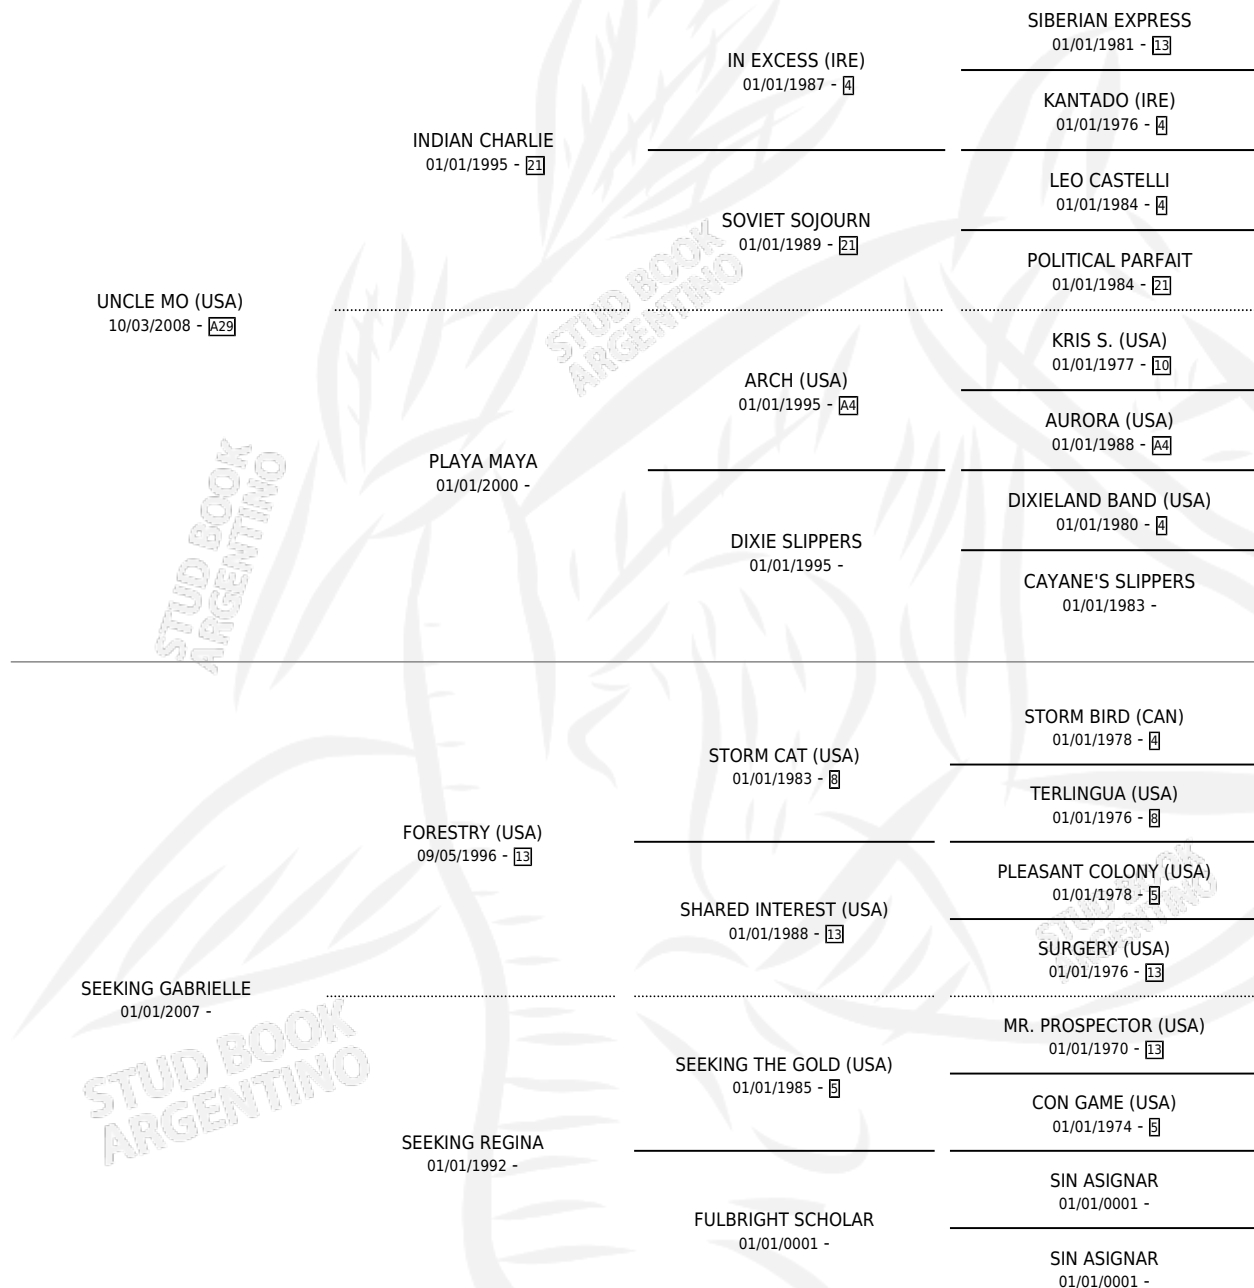 SIBERIAN EXPRESS
01/01/1981 - 13
IN EXCESS (IRE)
01/01/1987 - 4
KANTADO (IRE)
01/01/1976 - 4
INDIAN CHARLIE
01/01/1995 - 21
LEO CASTELLI
01/01/1984 - 4
SOVIET SOJOURN
01/01/1989 - 21
POLITICAL PARFAIT
01/01/1984 - 21
UNCLE MO (USA)
10/03/2008 - A29
KRIS S. (USA)
01/01/1977 - 10
ARCH (USA)
01/01/1995 - A4
AURORA (USA)
01/01/1988 - A4
PLAYA MAYA
01/01/2000 -
DIXIELAND BAND (USA)
01/01/1980 - 4
DIXIE SLIPPERS
01/01/1995 -
CAYANE'S SLIPPERS
01/01/1983 -
STORM BIRD (CAN)
01/01/1978 - 4
STORM CAT (USA)
01/01/1983 - 8
TERLINGUA (USA)
01/01/1976 - 8
FORESTRY (USA)
09/05/1996 - 13
PLEASANT COLONY (USA)
01/01/1978 - 5
SHARED INTEREST (USA)
01/01/1988 - 13
SURGERY (USA)
01/01/1976 - 13
SEEKING GABRIELLE
01/01/2007 -
MR. PROSPECTOR (USA)
01/01/1970 - 13
SEEKING THE GOLD (USA)
01/01/1985 - 5
CON GAME (USA)
01/01/1974 - 5
SEEKING REGINA
01/01/1992 -
SIN ASIGNAR
01/01/0001 -
FULBRIGHT SCHOLAR
01/01/0001 -
SIN ASIGNAR
01/01/0001 -
STUD BOOK
ARGENTINO
STUD BOOK
ARGENTINO
STUD BOOK
ARGENTINO
STUD BOOK
ARGENTINO